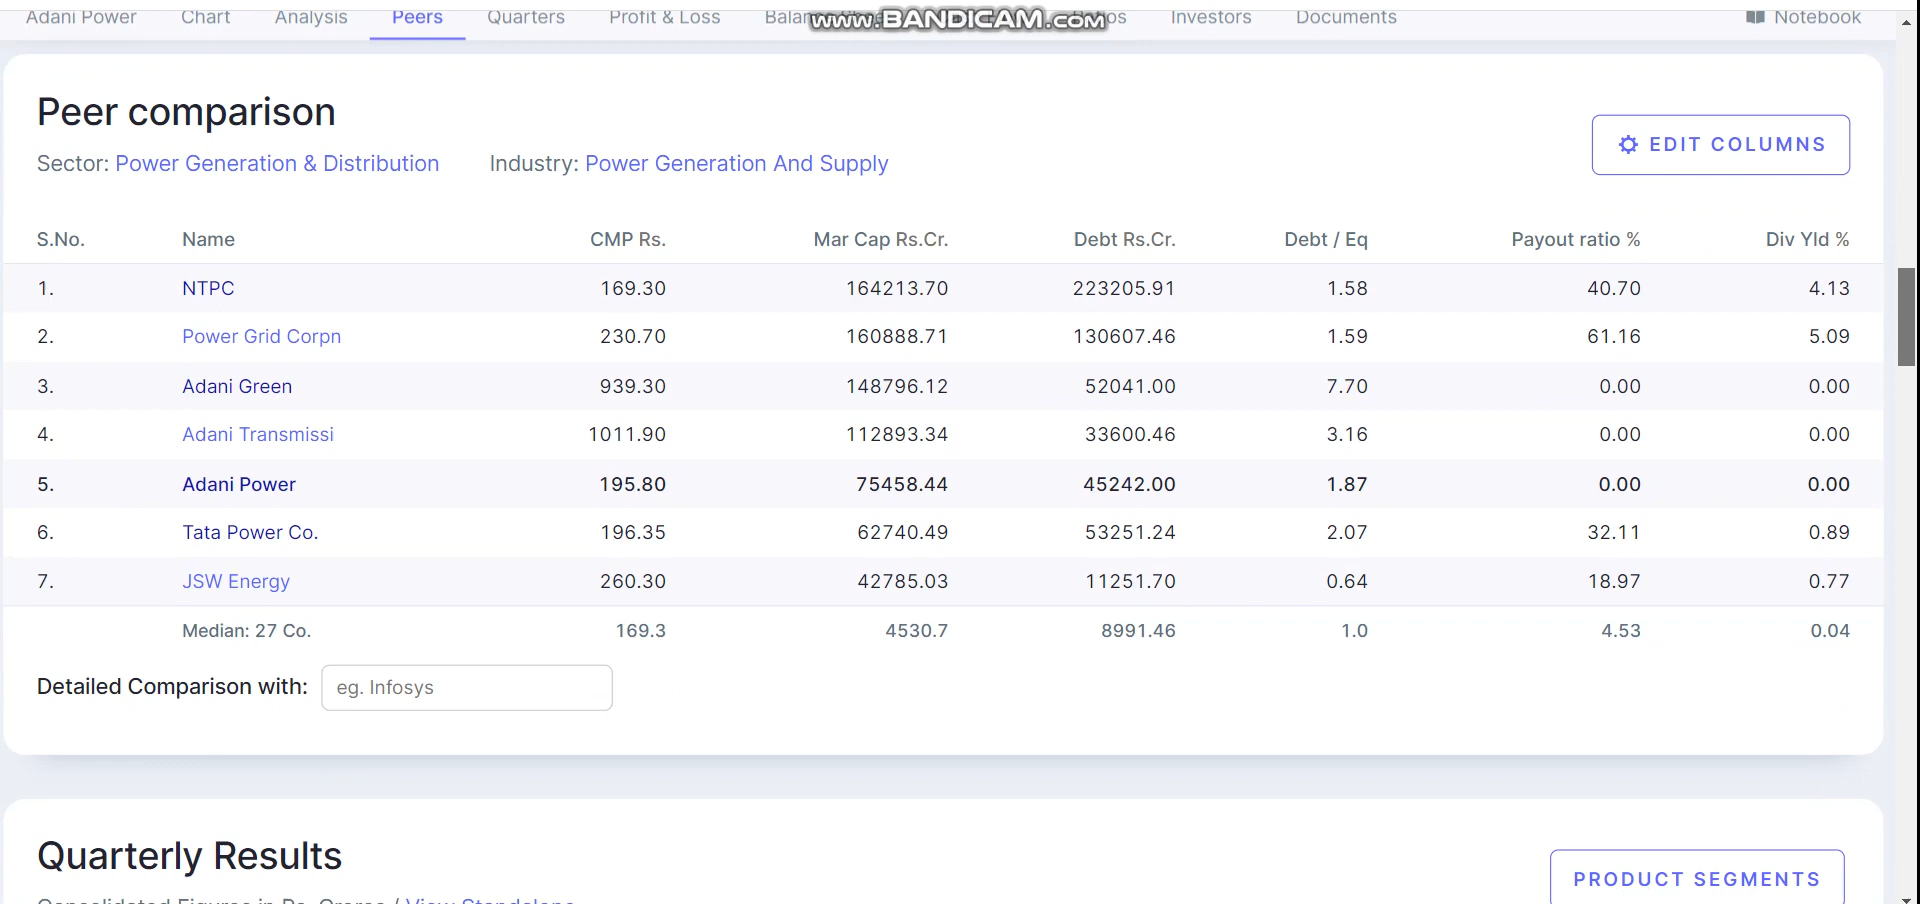 Adani Power Chart Analysis Peers Quarters Profit & Loss Investors Documents Notebook
www.BANDICAM.com
Peer comparison
EDIT COLUMNS
Sector: Power Generation & Distribution Industry: Power Generation And Supply
S.No. Name CMP Rs. Mar Cap Rs.Cr. Debt Rs.Cr. Debt / Eq Payout ratio % Div Yld %
1. NTPC 169.30 164213.70 223205.91 1.58 40.70 4.13
2. Power Grid Corpn 230.70 160888.71 130607.46 1.59 61.16 5.09
3. Adani Green 939.30 148796.12 52041.00 7.70 0.00 0.00
4. Adani Transmissi 1011.90 112893.34 33600.46 3.16 0.00 0.00
5. Adani Power 195.80 75458.44 45242.00 1.87 0.00 0.00
6. Tata Power Co. 196.35 62740.49 53251.24 2.07 32.11 0.89
7. JSW Energy 260.30 42785.03 11251.70 0.64 18.97 0.77
Median: 27 Co. 169.3 4530.7 8991.46 1.0 4.53 0.04
Detailed Comparison with: eg. Infosys
Quarterly Results
PRODUCT SEGMENTS
Consolidated Figures in Rs. Crores / View Standalone